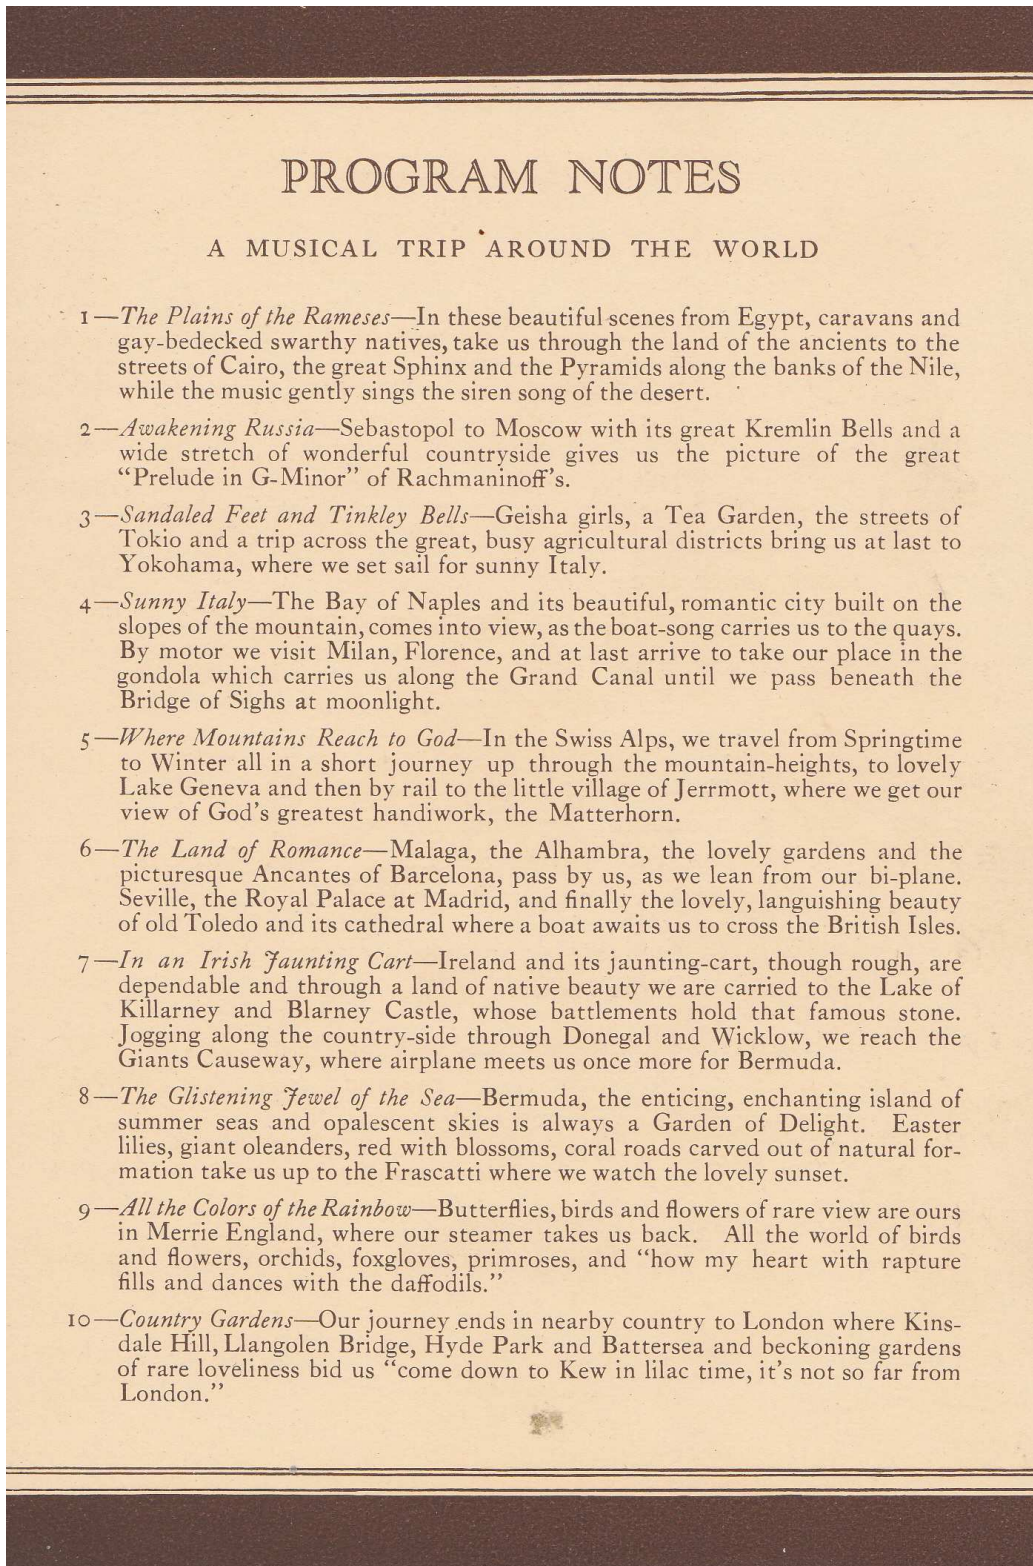 PROGRAM NOTES
A MUSICAL TRIP AROUND THE WORLD
1—The Plains of the Rameses—In these beautiful scenes from Egypt, caravans and
gay-bedecked swarthy natives, take us through the land of the ancients to the
streets of Cairo, the great Sphinx and the Pyramids along the banks of the Nile,
while the music gently sings the siren song of the desert.
2—Awakening Russia—Sebastopol to Moscow with its great Kremlin Bells and a
wide stretch of wonderful countryside gives us the picture of the great
“Prelude in G-Minor” of Rachmaninoff’s.
3—Sandaled Feet and Tinkley Bells—Geisha girls, a Tea Garden, the streets of
Tokio and a trip across the great, busy agricultural districts bring us at last to
Yokohama, where we set sail for sunny Italy.
4—Sunny Italy—The Bay of Naples and its beautiful, romantic city built on the
slopes of the mountain, comes into view, as the boat-song carries us to the quays.
By motor we visit Milan, Florence, and at last arrive to take our place in the
gondola which carries us along the Grand Canal until we pass beneath the
Bridge of Sighs at moonlight.
5—Where Mountains Reach to God—In the Swiss Alps, we travel from Springtime
to Winter all in a short journey up through the mountain-heights, to lovely
Lake Geneva and then by rail to the little village of Jerrmott, where we get our
view of God’s greatest handiwork, the Matterhorn.
6—The Land of Romance—Malaga, the Alhambra, the lovely gardens and the
picturesque Ancantes of Barcelona, pass by us, as we lean from our bi-plane.
Seville, the Royal Palace at Madrid, and finally the lovely, languishing beauty
of old Toledo and its cathedral where a boat awaits us to cross the British Isles.
7—In an Irish Jaunting Cart—Ireland and its jaunting-cart, though rough, are
dependable and through a land of native beauty we are carried to the Lake of
Killarney and Blarney Castle, whose battlements hold that famous stone.
Jogging along the country-side through Donegal and Wicklow, we reach the
Giants Causeway, where airplane meets us once more for Bermuda.
8—The Glistening Jewel of the Sea—Bermuda, the enticing, enchanting island of
summer seas and opalescent skies is always a Garden of Delight. Easter
lilies, giant oleanders, red with blossoms, coral roads carved out of natural for-
mation take us up to the Frascatti where we watch the lovely sunset.
9—All the Colors of the Rainbow—Butterflies, birds and flowers of rare view are ours
in Merrie England, where our steamer takes us back. All the world of birds
and flowers, orchids, foxgloves, primroses, and “how my heart with rapture
fills and dances with the daffodils.”
10—Country Gardens—Our journey ends in nearby country to London where Kins-
dale Hill, Llangolen Bridge, Hyde Park and Battersea and beckoning gardens
of rare loveliness bid us “come down to Kew in lilac time, it’s not so far from
London.”